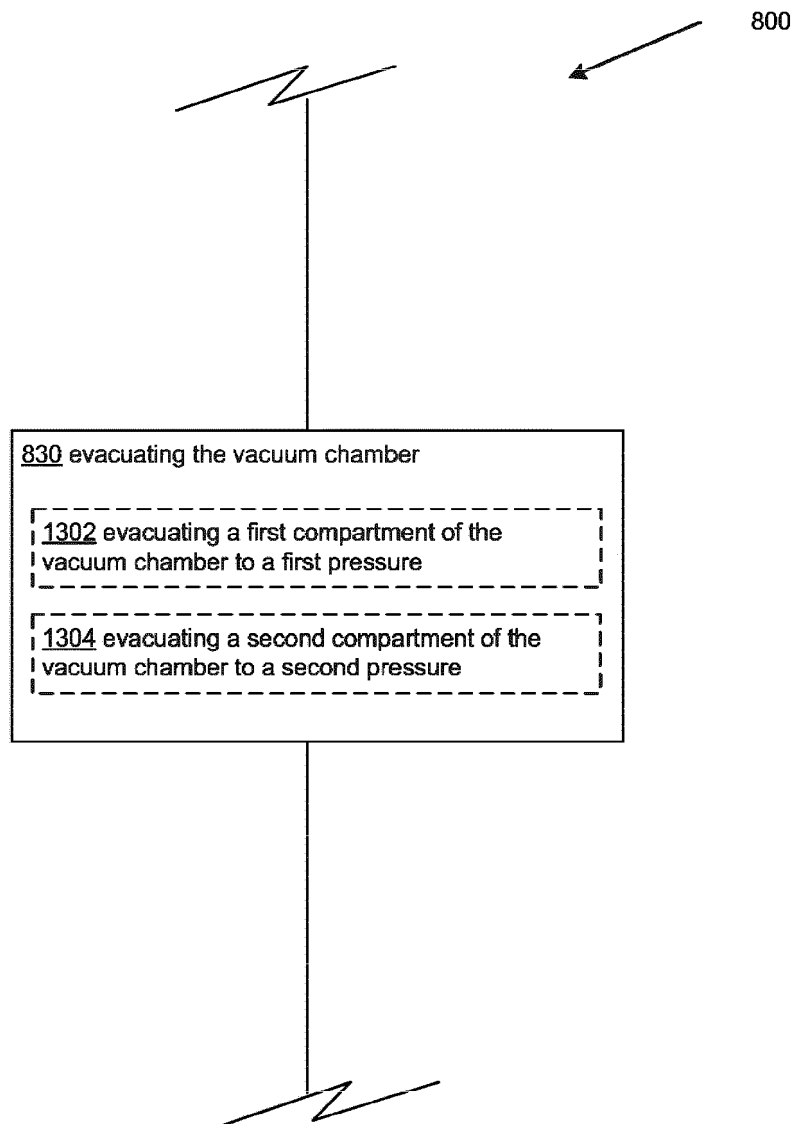 800
830 evacuating the vacuum chamber
1302 evacuating a first compartment of the
vacuum chamber to a first pressure
1304 evacuating a second compartment of the
vacuum chamber to a second pressure